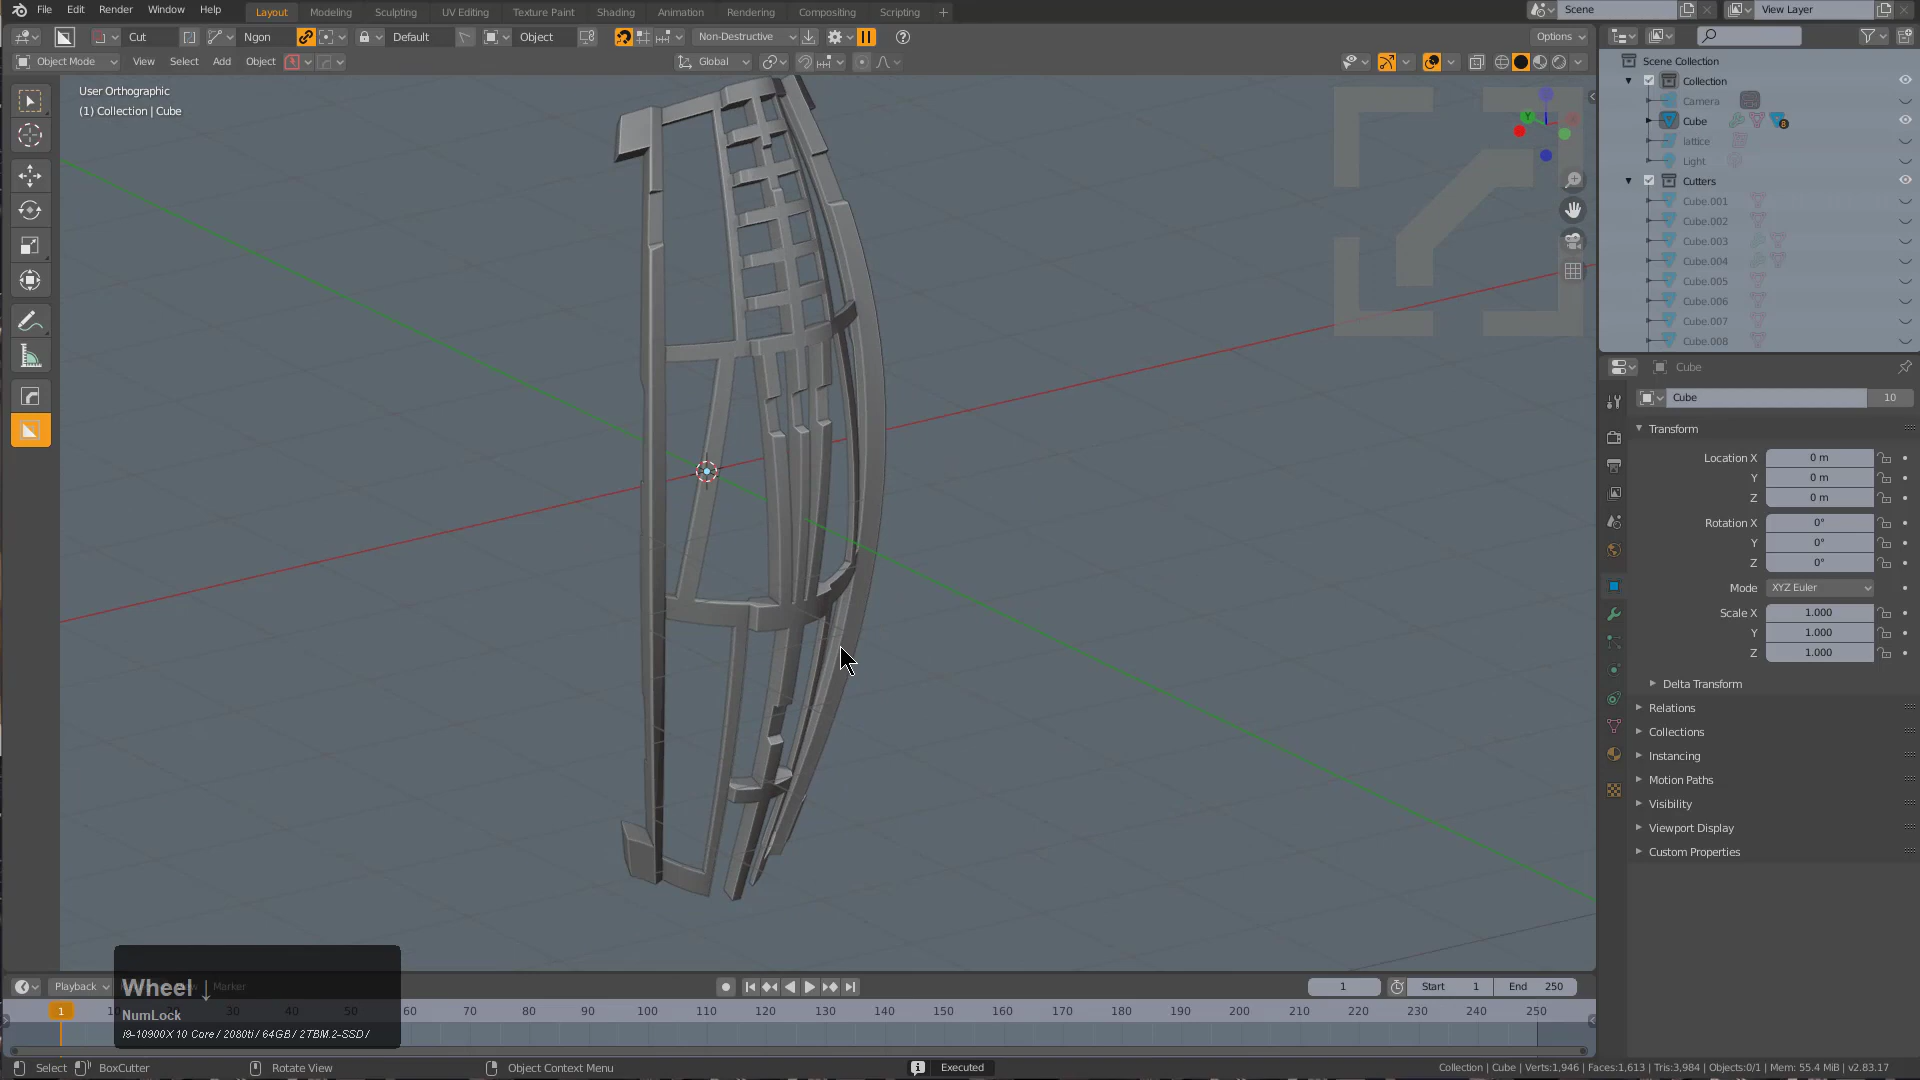 File Edit Render Window Help Layout Modeling Sculpting UV Editing Texture Paint Shading Animation Rendering Compositing Scripting + Scene View Layer
Cut Ngon Default Object Non-Destructive Options
Object Mode View Select Add Object Global
User Orthographic
(1) Collection | Cube
Y
Scene Collection
Collection
Camera
Cube 8
lattice
Light
Cutters
Cube.001
Cube.002
Cube.003
Cube.004
Cube.005
Cube.006
Cube.007
Cube.008
Cube
Cube 10
Transform
Location X 0 m
Y 0 m
Z 0 m
Rotation X 0°
Y 0°
Z 0°
Mode XYZ Euler
Scale X 1.000
Y 1.000
Z 1.000
Delta Transform
Relations
Collections
Instancing
Motion Paths
Visibility
Viewport Display
Custom Properties
Playback Marker 1 Start 1 End 250
Wheel ↓
1 10 20 30 40 50 60 70 80 90 100 110 120 130 140 150 160 170 180 190 200 210 220 230 240 250
NumLock
i9-10900X 10 Core / 2080ti / 64GB / 2TBM.2-SSD /
Select BoxCutter Rotate View Object Context Menu Executed Collection | Cube | Verts:1,946 | Faces:1,613 | Tris:3,984 | Objects:0/1 | Mem: 55.4 MiB | v2.83.17